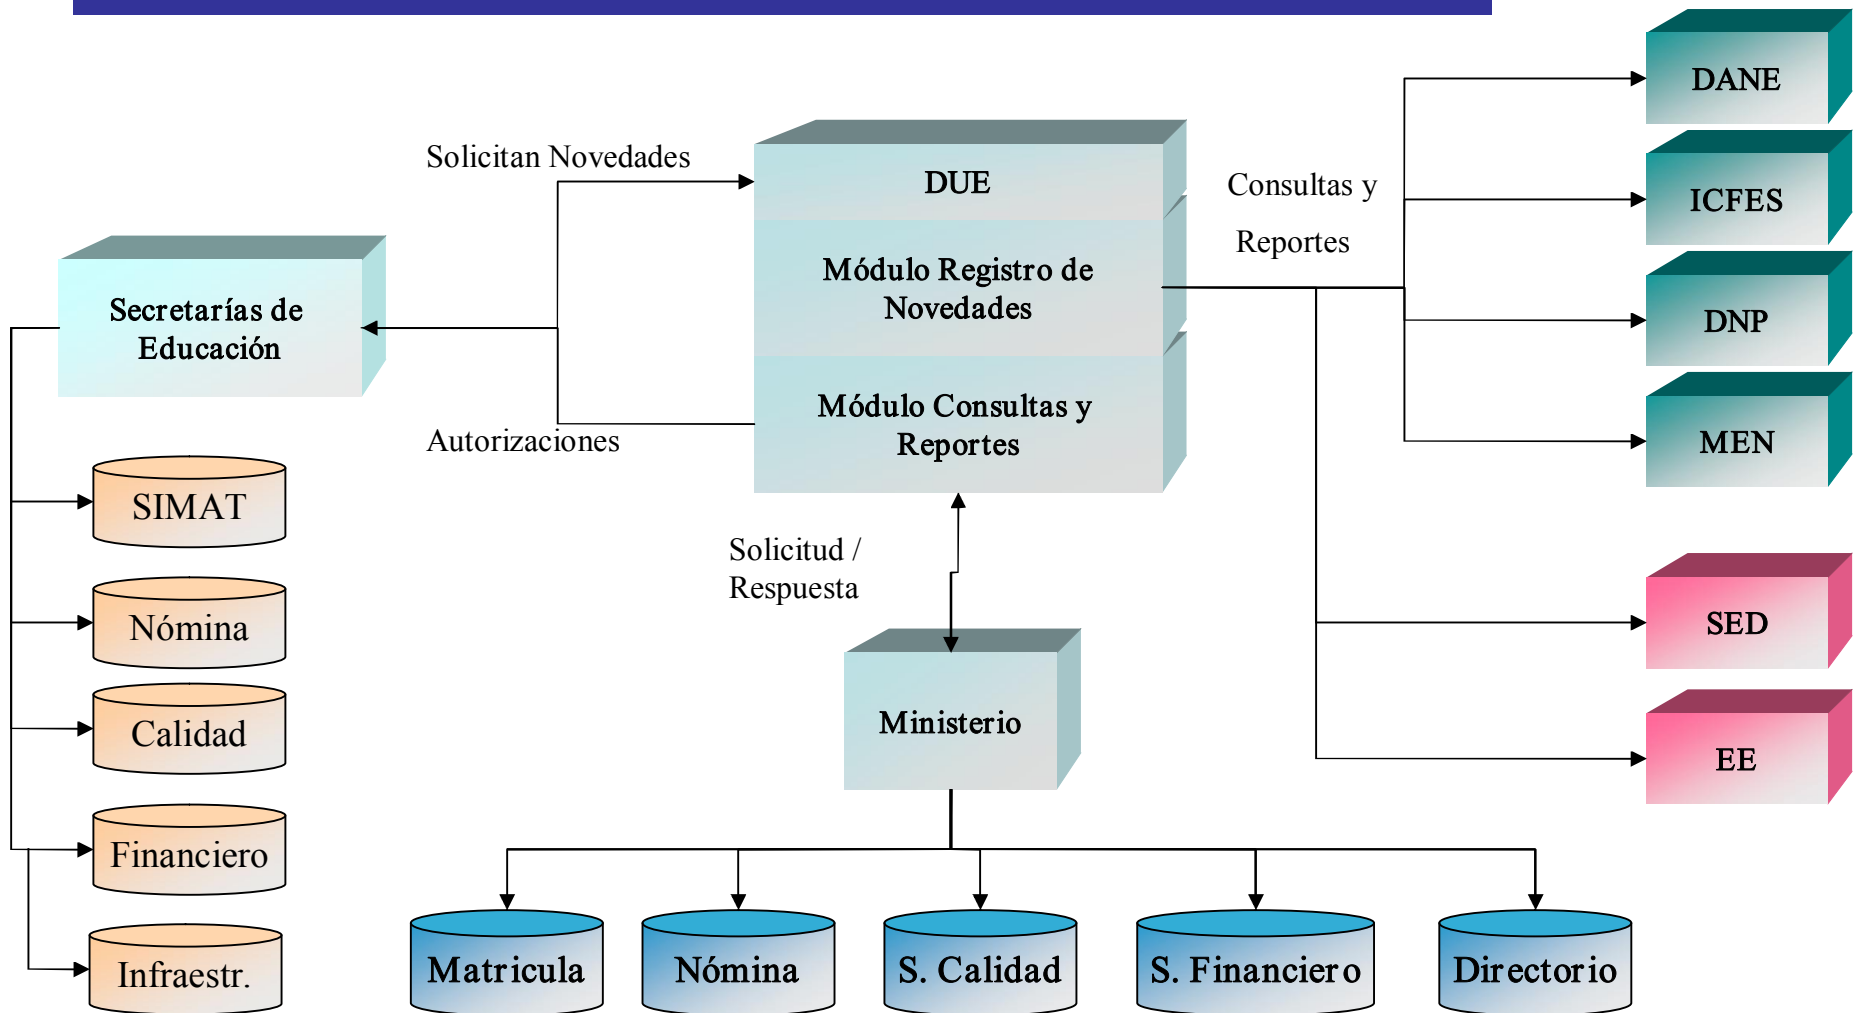 DANE
Solicitan Novedades
DUE
Consultas y
Reportes
ICFES
Módulo Registro de
Novedades
Secretarías de
Educación
DNP
Módulo Consultas y
Reportes
Autorizaciones
MEN
SIMAT
Solicitud /
Respuesta
Nómina
SED
Calidad
Ministerio
EE
Financiero
Infraestr.
Matricula
Nómina
S. Calidad
S. Financiero
Directorio